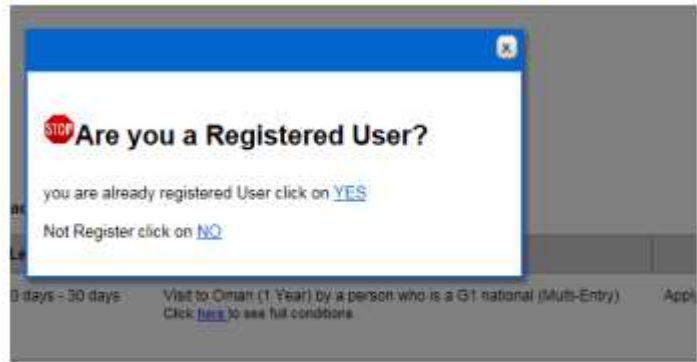 x
STOP
Are you a Registered User?
you are already registered User click on YES
Not Register click on NO
0 days - 30 days Visit to Oman (1 Year) by a person who is a G1 national (Multi-Entry)
Click here to see full conditions